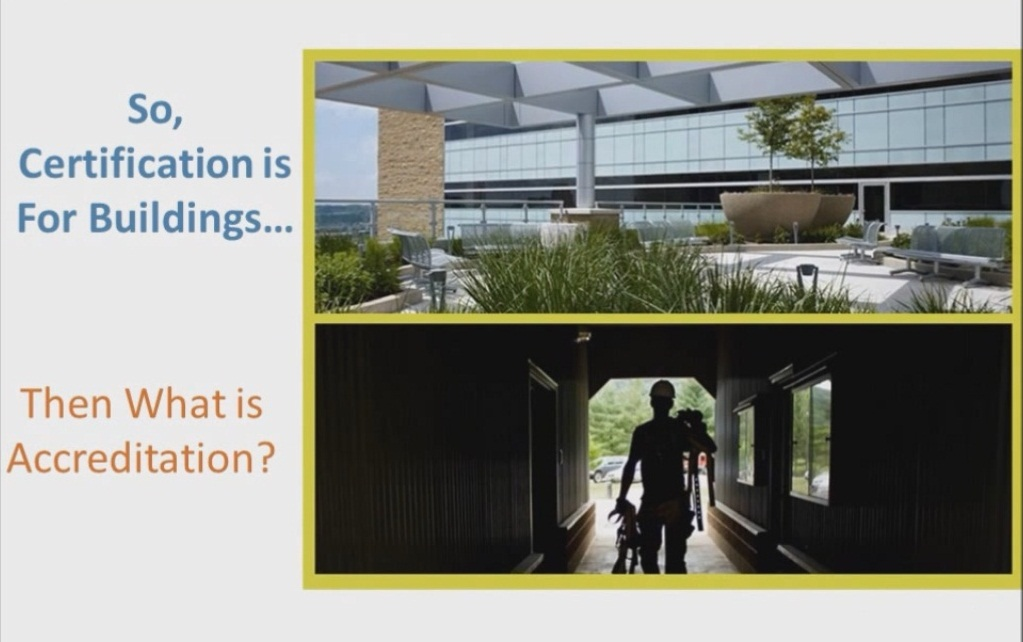 So,
Certification is
For Buildings...
Then What is
Accreditation?